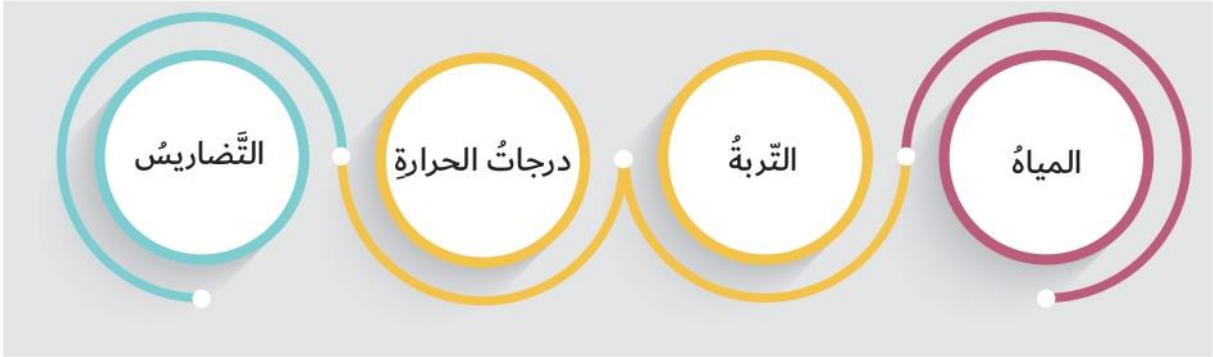 المياهُ
التّربةُ
درجاتُ الحرارةِ
التَّضاريسُ